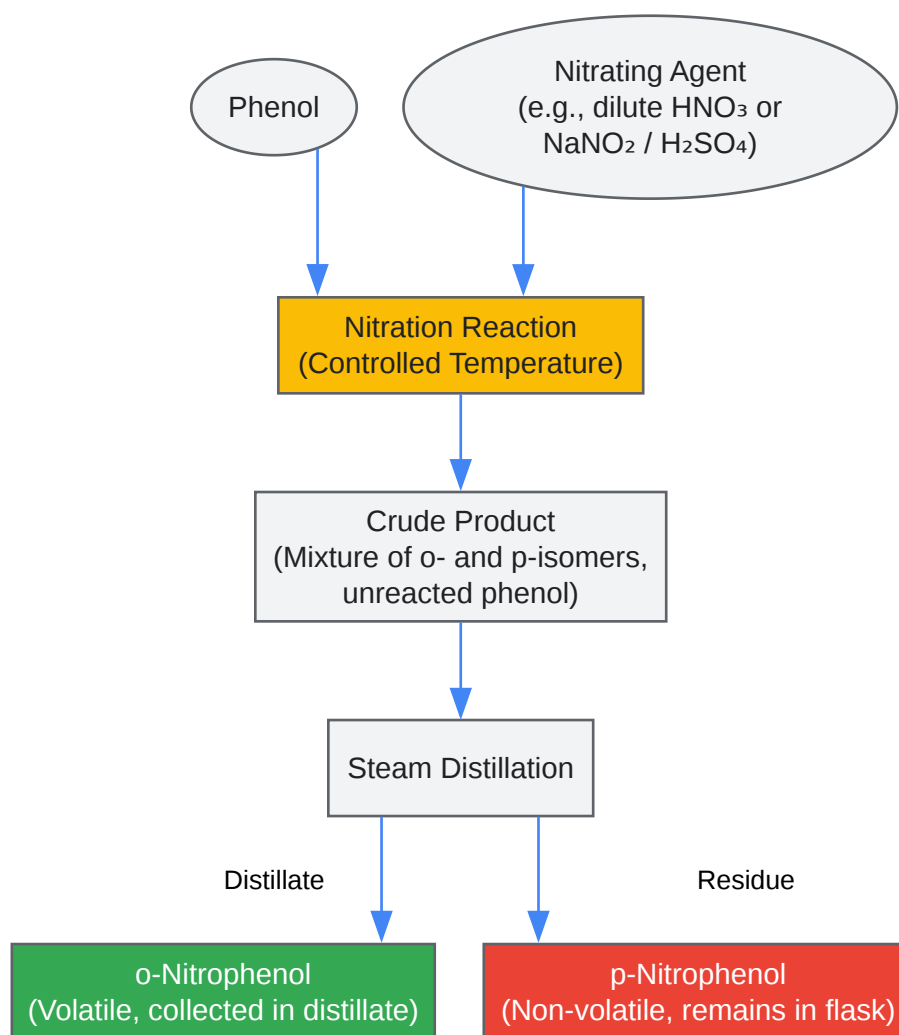 Phenol
Nitrating Agent
(e.g., dilute HNO₃ or
NaNO₂ / H₂SO₄)
Nitration Reaction
(Controlled Temperature)
Crude Product
(Mixture of o- and p-isomers,
unreacted phenol)
Steam Distillation
Distillate
Residue
o-Nitrophenol
(Volatile, collected in distillate)
p-Nitrophenol
(Non-volatile, remains in flask)